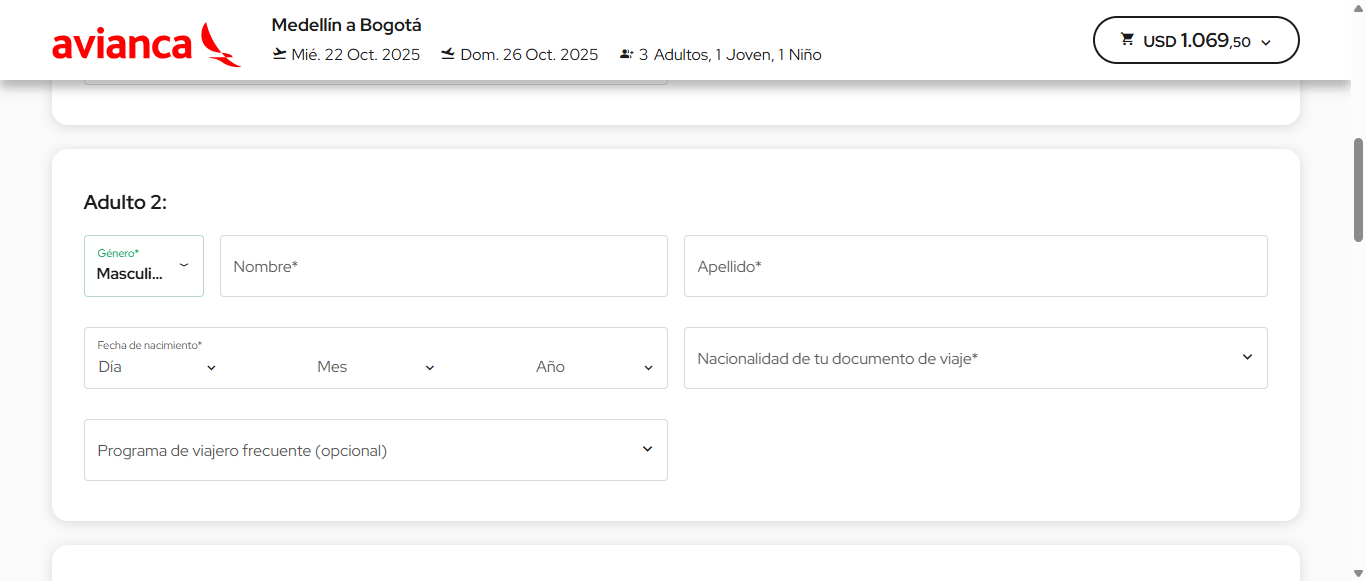 avianca
Medellín a Bogotá
Mié. 22 Oct. 2025 Dom. 26 Oct. 2025 3 Adultos, 1 Joven, 1 Niño
USD 1.069,50
Adulto 2:
Género*
Masculi...
Nombre*
Apellido*
Fecha de nacimiento*
Día Mes Año
Nacionalidad de tu documento de viaje*
Programa de viajero frecuente (opcional)